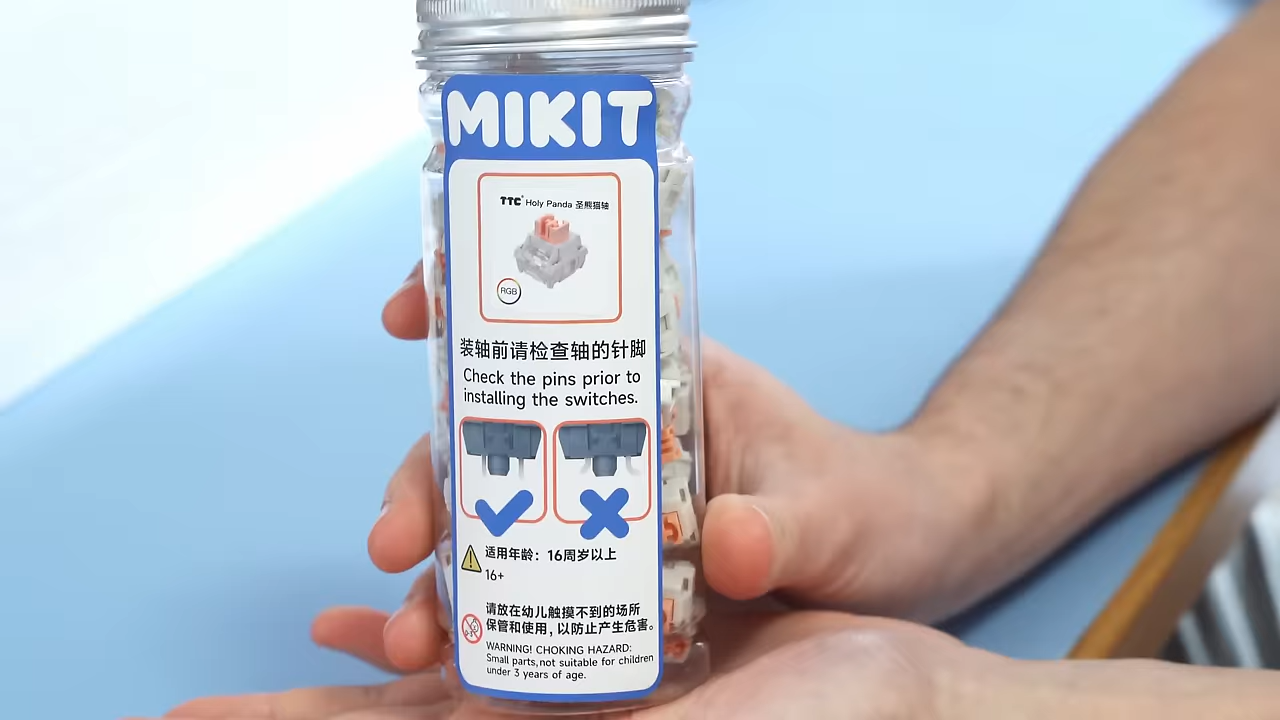 MIKIT
TTC Holy Panda 圣熊猫轴
RGB
装轴前请检查轴的针脚
Check the pins prior to
installing the switches.
适用年龄：16周岁以上
16+
请放在幼儿触摸不到的场所
保管和使用，以防止产生危害。
WARNING! CHOKING HAZARD:
Small parts,not suitable for children
under 3 years of age.